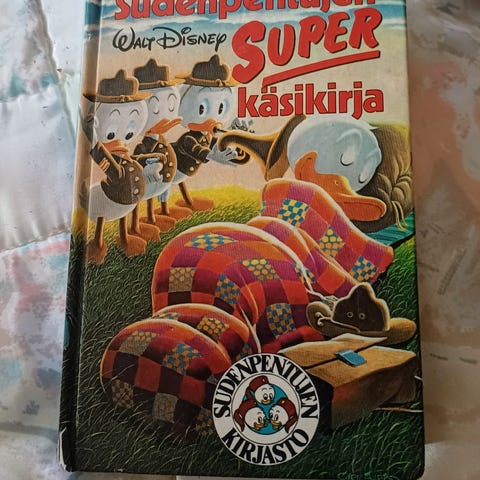 Sudenpentujen
WALT DISNEY
SUPER
käsikirja
SUDENPENTUJEN
KIRJASTO